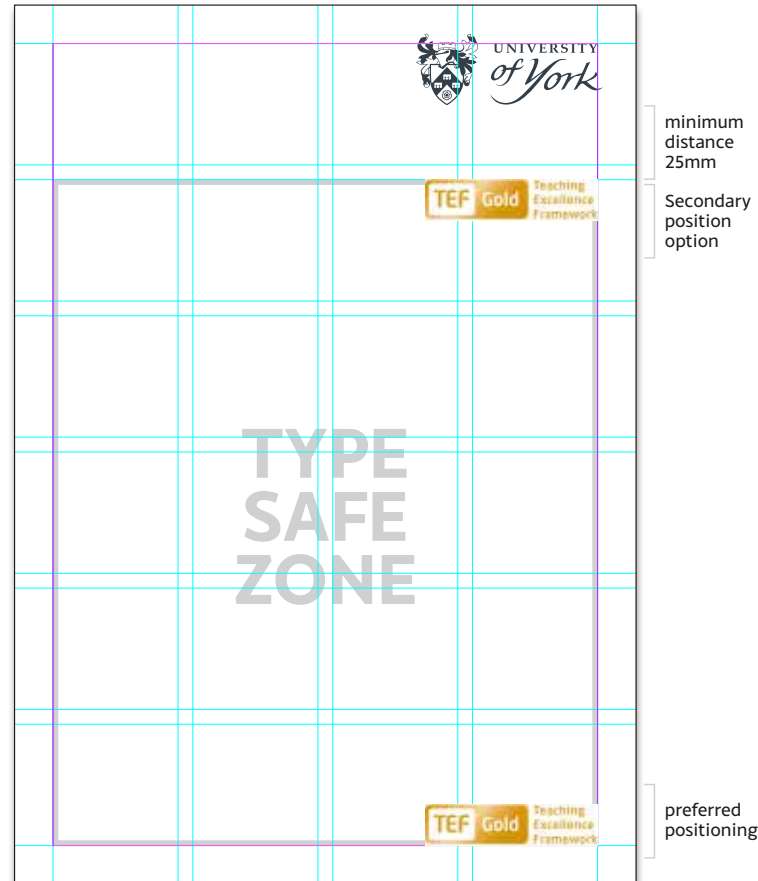 UNIVERSITY
of York
minimum
distance
25mm
TEF Gold
Teaching
Excellence
Framework
Secondary
position
option
TYPE
SAFE
ZONE
TEF Gold
Teaching
Excellence
Framework
preferred
positioning